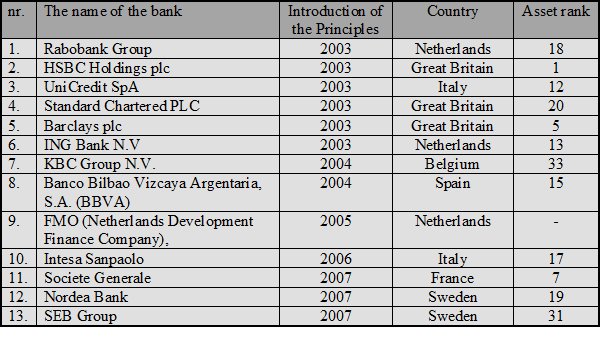 nr. The name of the bank Introduction of the Principles Country Asset rank
1. Rabobank Group 2003 Netherlands 18
2. HSBC Holdings plc 2003 Great Britain 1
3. UniCredit SpA 2003 Italy 12
4. Standard Chartered PLC 2003 Great Britain 20
5. Barclays plc 2003 Great Britain 5
6. ING Bank N.V 2003 Netherlands 13
7. KBC Group N.V. 2004 Belgium 33
8. Banco Bilbao Vizcaya Argentaria, 2004 Spain 15
S.A. (BBVA)
9. FMO (Netherlands Development 2005 Netherlands -
Finance Company),
10. Intesa Sanpaolo 2006 Italy 17
11. Societe Generale 2007 France 7
12. Nordea Bank 2007 Sweden 19
13. SEB Group 2007 Sweden 31